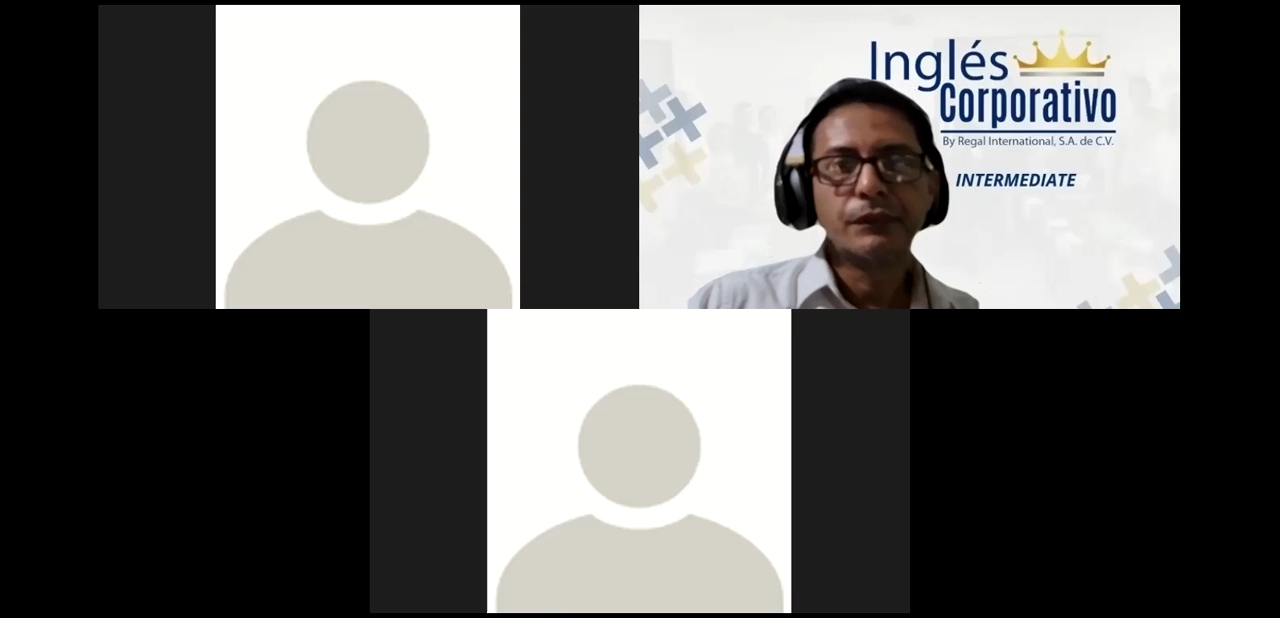 Inglés
Corporativo
By Regal International, S.A. de C.V.
INTERMEDIATE